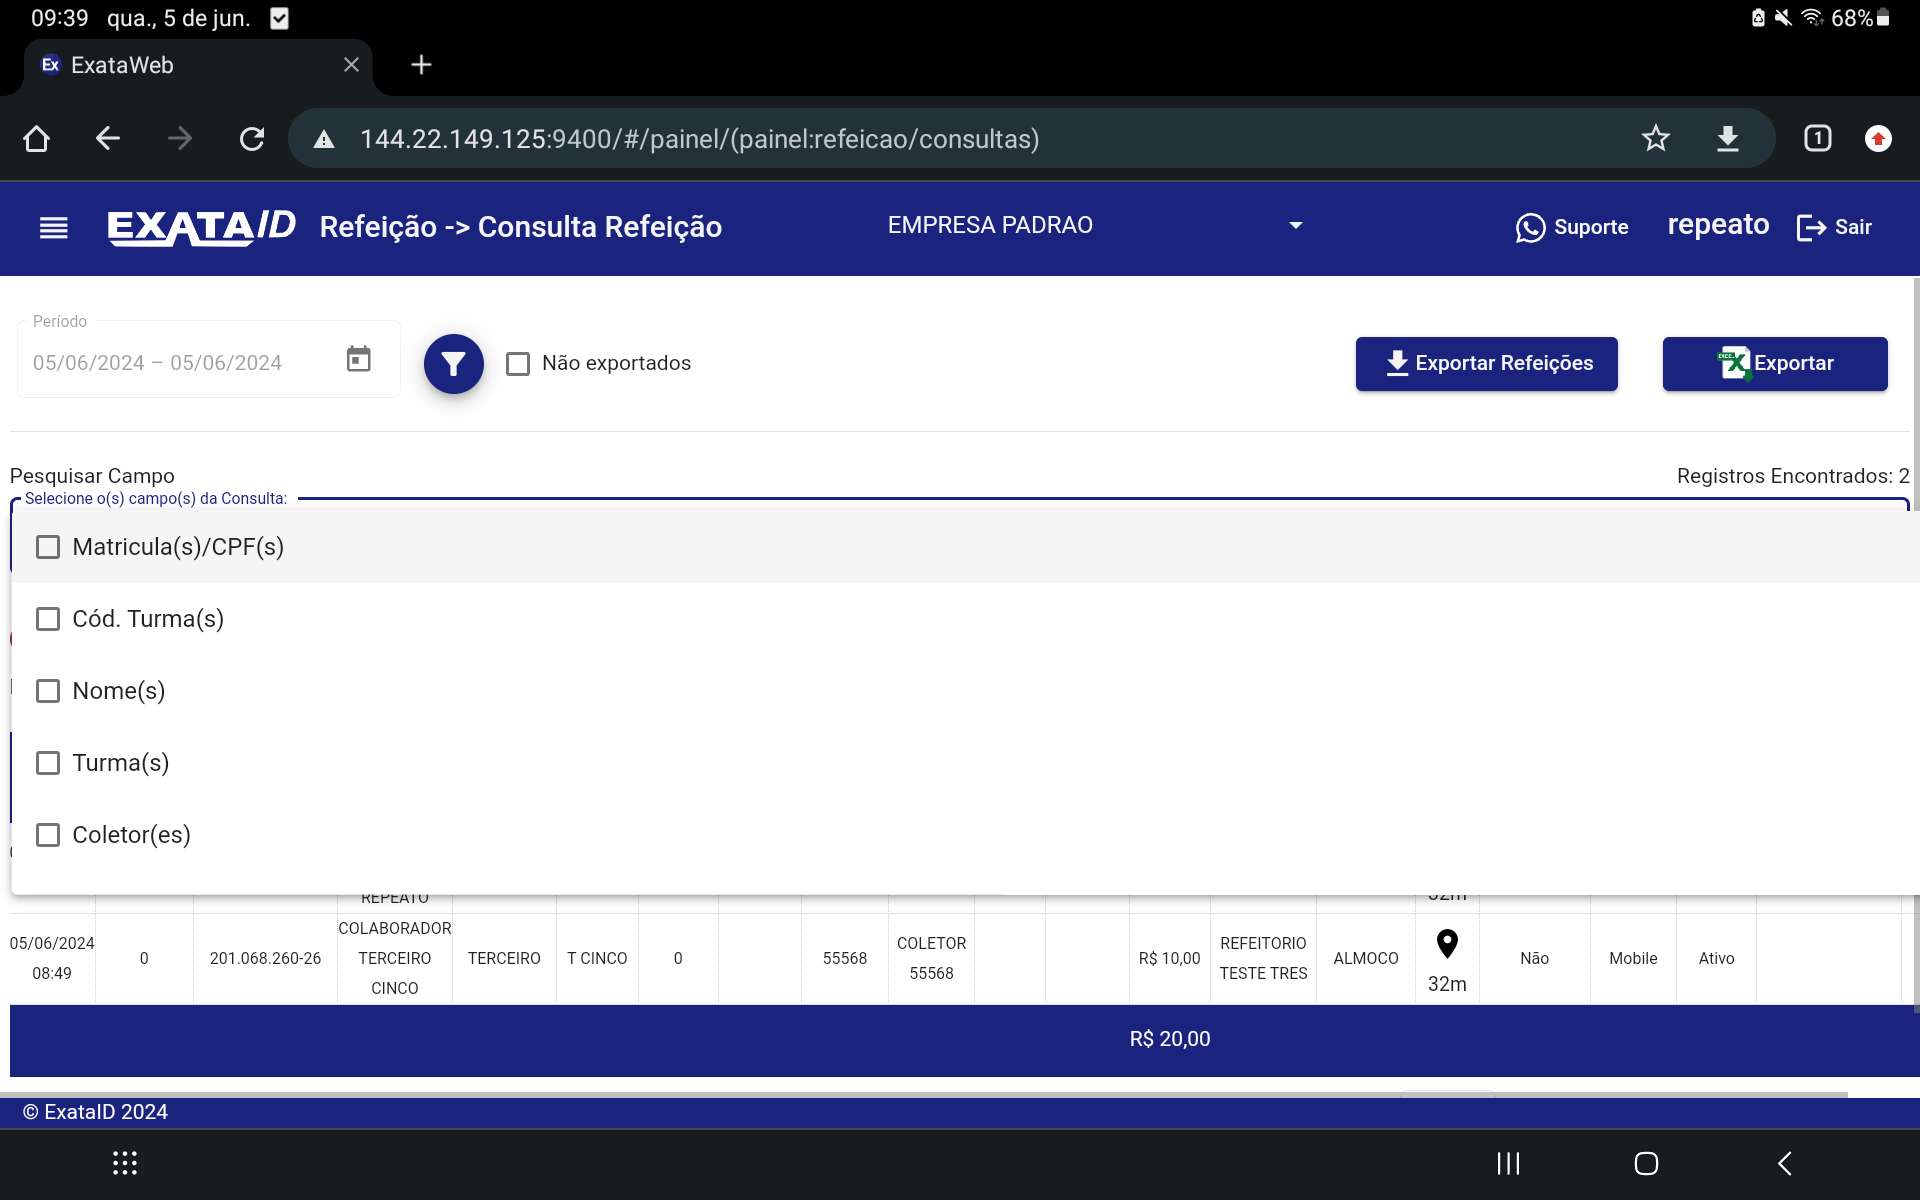 09:39 qua., 5 de jun. 68%
Ex ExataWeb
144.22.149.125:9400/#/painel/(painel:refeicao/consultas) 1
EXATAID Refeição -> Consulta Refeição EMPRESA PADRAO Suporte repeato Sair
Período
05/06/2024 – 05/06/2024 Não exportados Exportar Refeições Exportar
Pesquisar Campo Registros Encontrados: 2
Selecione o(s) campo(s) da Consulta:
Matricula(s)/CPF(s)
Cód. Turma(s)
Nome(s)
Turma(s)
Coletor(es)
REPEATO 32m
05/06/2024 08:49 0 201.068.260-26 COLABORADOR TERCEIRO CINCO TERCEIRO T CINCO 0 55568 COLETOR 55568 R$ 10,00 REFEITORIO TESTE TRES ALMOCO 32m Não Mobile Ativo
R$ 20,00
© ExataID 2024